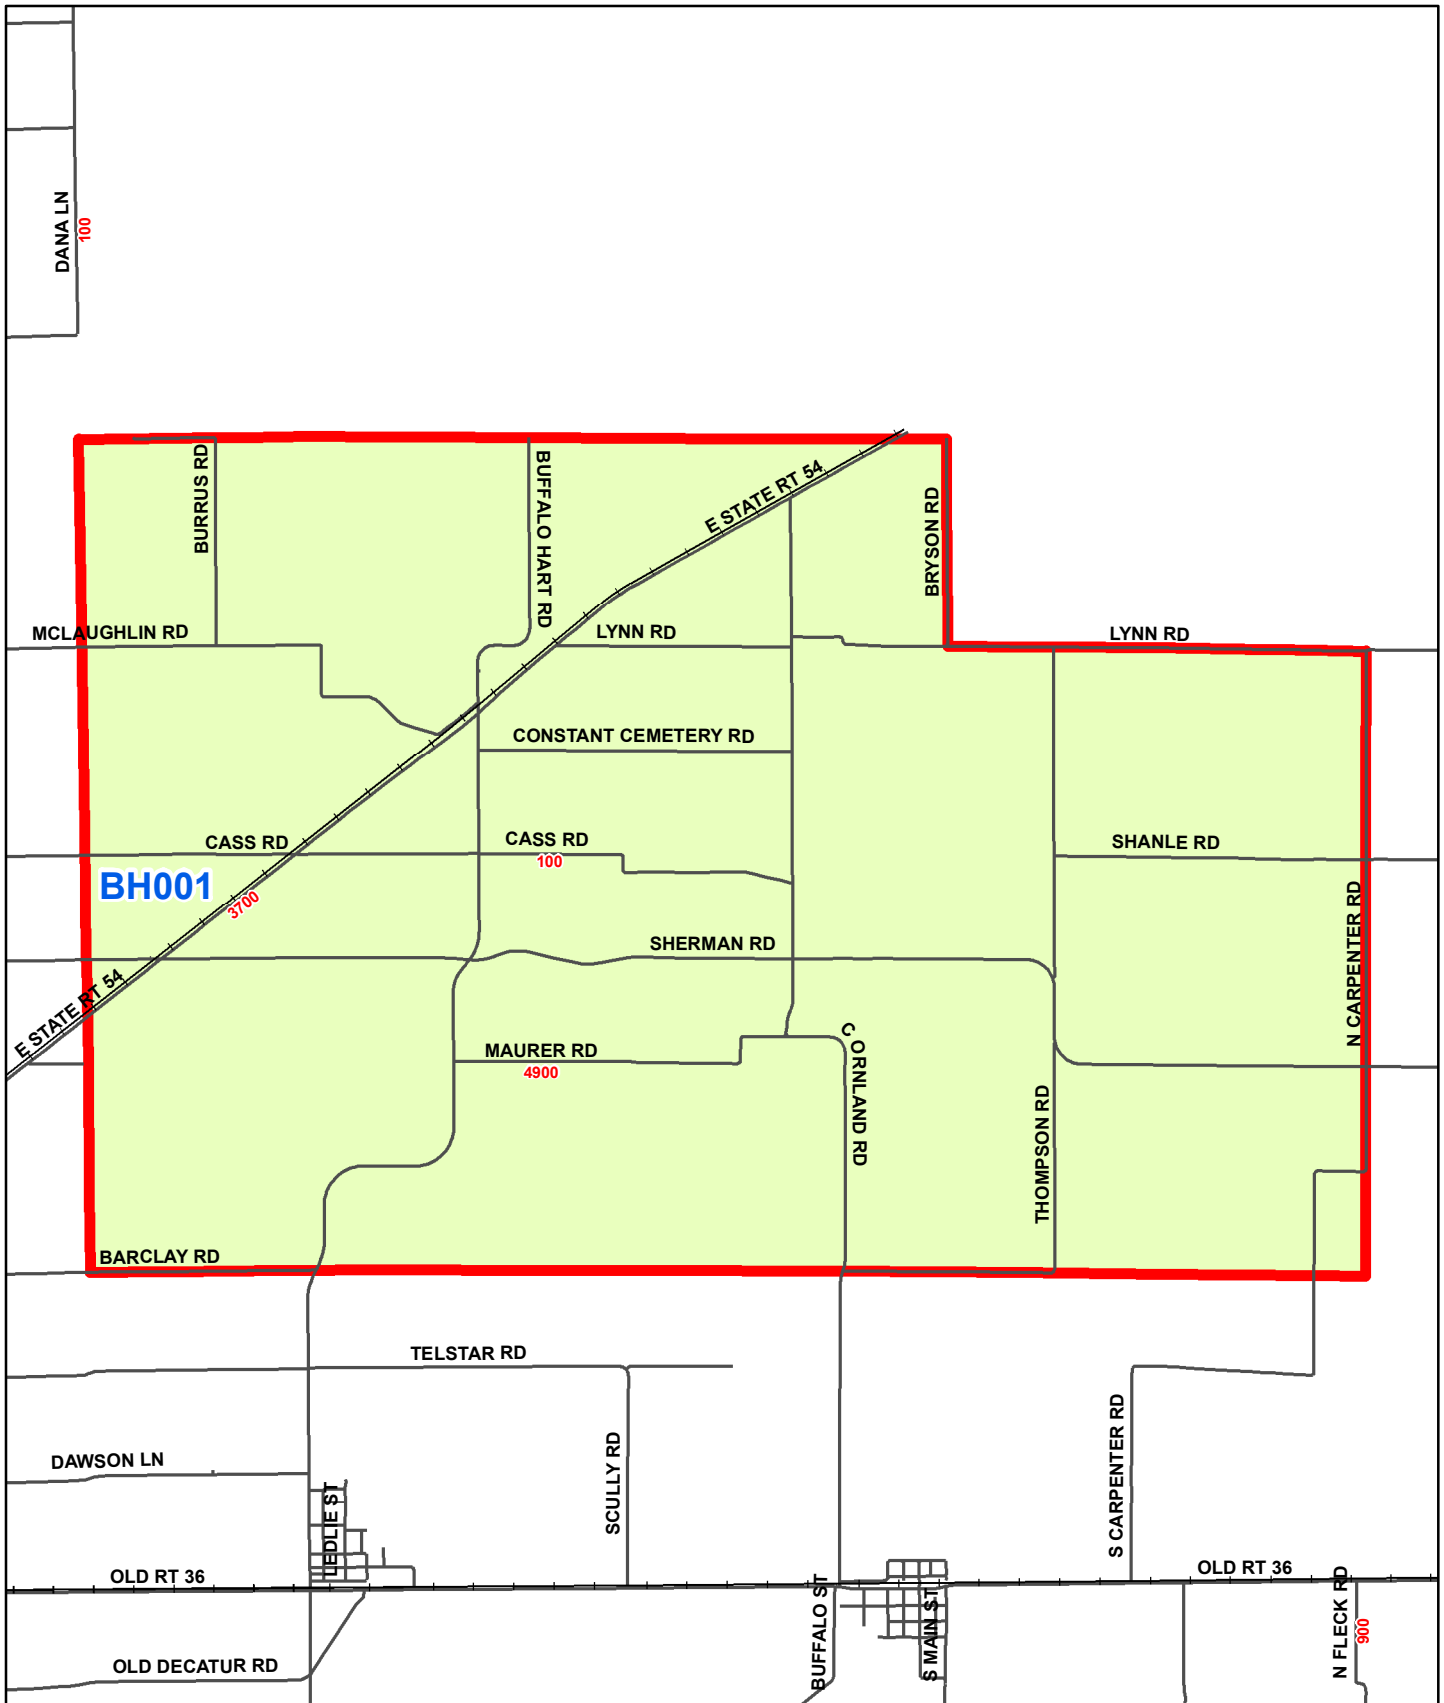 DANA LN
100
BURRUS RD
BUFFALO HART RD
E STATE RT 54
BRYSON RD
MCLAUGHLIN RD
LYNN RD
LYNN RD
CONSTANT CEMETERY RD
CASS RD
CASS RD
100
SHANLE RD
BH001
3700
N CARPENTER RD
SHERMAN RD
E STATE RT 54
MAURER RD
4900
CORNLAND RD
THOMPSON RD
BARCLAY RD
TELSTAR RD
DAWSON LN
LEDLIE ST
SCULLY RD
S CARPENTER RD
OLD RT 36
OLD RT 36
BUFFALO ST
S MAIN ST
N FLECK RD
900
OLD DECATUR RD